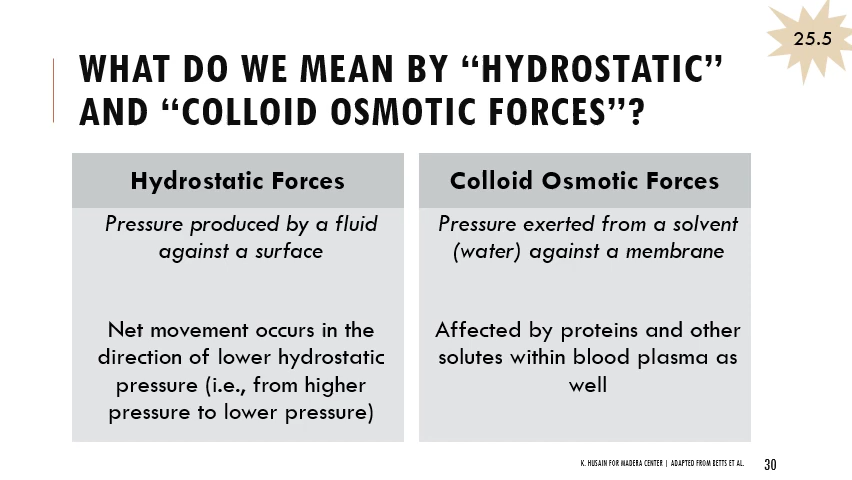 25.5
WHAT DO WE MEAN BY “HYDROSTATIC”
AND “COLLOID OSMOTIC FORCES”?
Hydrostatic Forces
Pressure produced by a fluid
against a surface
Net movement occurs in the
direction of lower hydrostatic
pressure (i.e., from higher
pressure to lower pressure)
Colloid Osmotic Forces
Pressure exerted from a solvent
(water) against a membrane
Affected by proteins and other
solutes within blood plasma as
well
K. HUSAIN FOR MADERA CENTER | ADAPTED FROM BETTS ET AL.
30